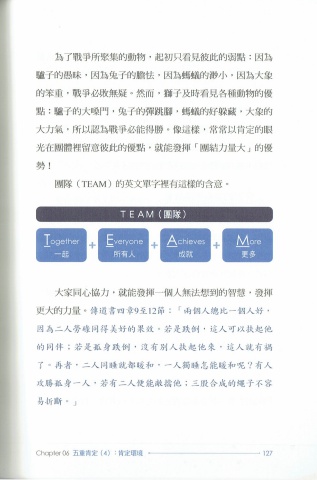 為了戰爭所聚集的動物，起初只看見彼此的弱點：因為
驢子的愚昧，因為兔子的膽怯，因為螞蟻的渺小，因為大象
的笨重，戰爭必敗無疑。然而，獅子及時看見各種動物的優
點：驢子的大嗓門，兔子的彈跳腳，螞蟻的好躲藏，大象的
大力氣，所以認為戰爭必能得勝。像這樣，常常以肯定的眼
光在團體裡留意彼此的優點，就能發揮「團結力量大」的優
勢！
團隊（TEAM）的英文單字裡有這樣的含意。
TEAM（團隊）
Together + Everyone + Achieves + More
一起 所有人 成就 更多
大家同心協力，就能發揮一個人無法想到的智慧，發揮
更大的力量。傳道書四章9至12節：「兩個人總比一個人好，
因為二人勞碌同得美好的果效。若是跌倒，這人可以扶起他
的同伴；若是孤身跌倒，沒有別人扶起他來，這人就有禍
了。再者，二人同睡就都暖和，一人獨睡怎能暖和呢？有人
攻勝孤身一人，若有二人便能敵擋他；三股合成的繩子不容
易折斷。」
Chapter 06 五重肯定（4）：肯定環境 127